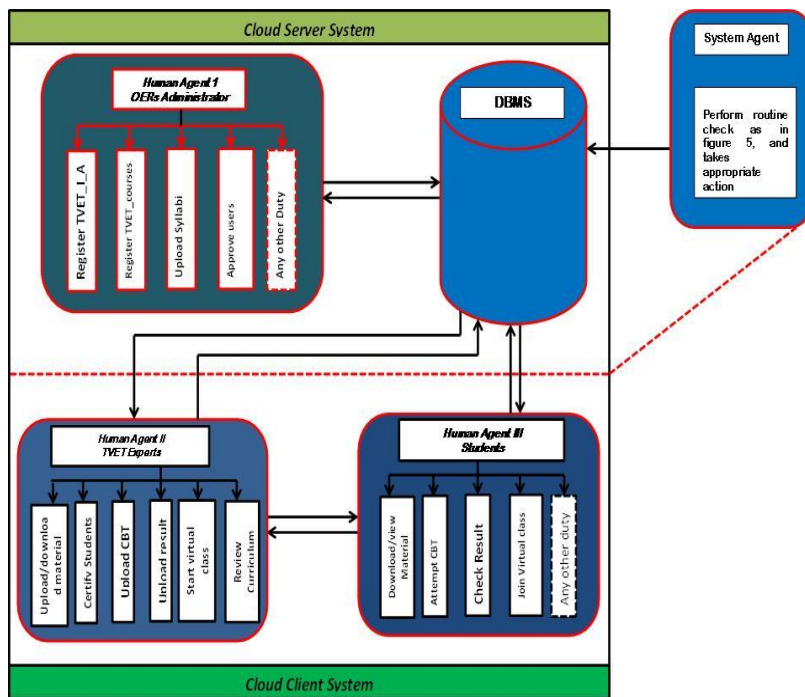 Cloud Server System
Human Agent 1
OERs Administrator
Register TVET_I_A
Register TVET_courses
Upload Syllabi
Approve users
Any other Duty
DBMS
System Agent
Perform routine
check as in
figure 5, and
takes
appropriate
action
Human Agent II
TVET Experts
Upload/downloa
d material
Certify Students
Upload CBT
Upload result
Start virtual
class
Review
Curriculum
Human Agent III
Students
Download/view
Material
Attempt CBT
Check Result
Join Virtual class
Any other duty
Cloud Client System